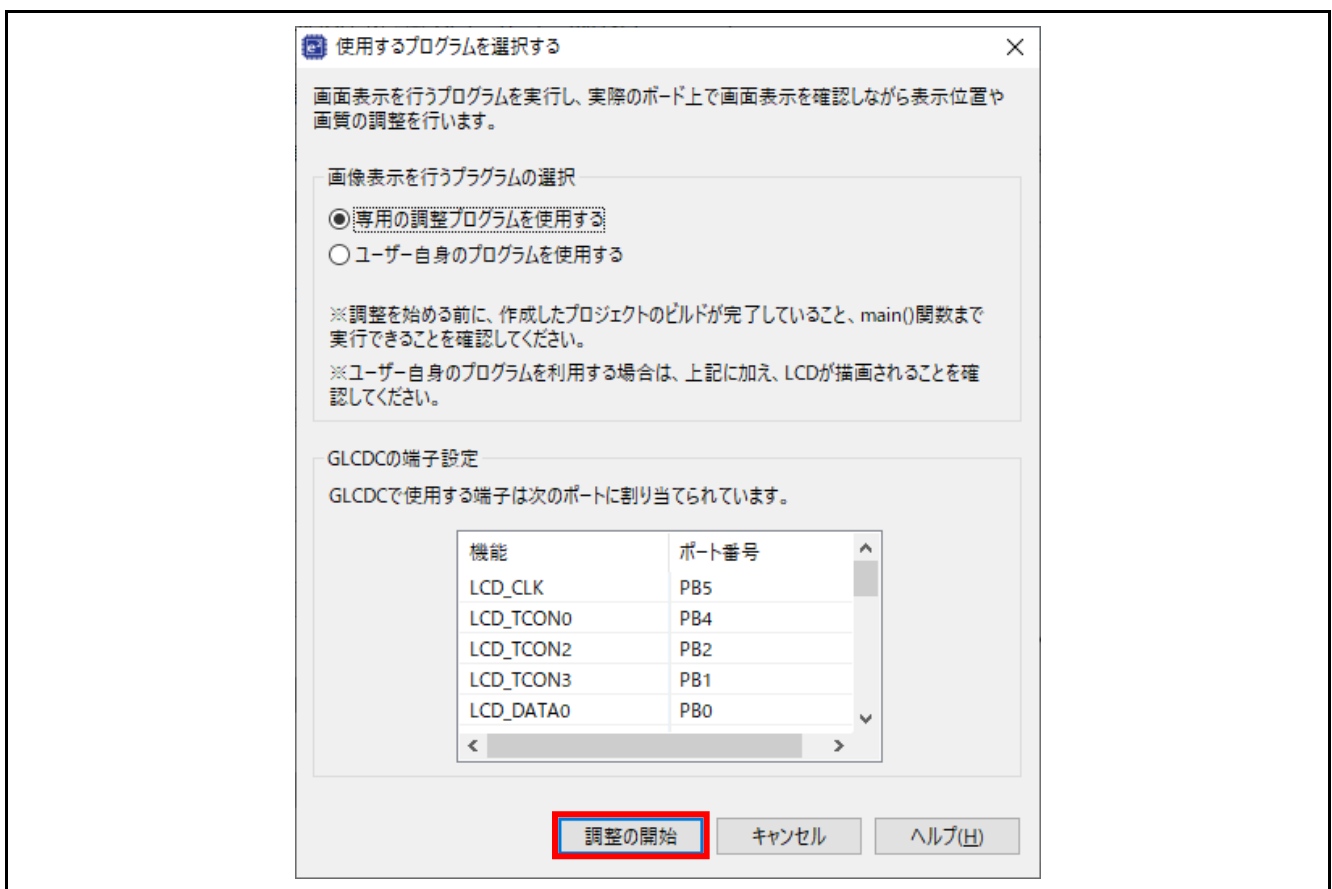 使用するプログラムを選択する
画面表示を行うプログラムを実行し、実際のボード上で画面表示を確認しながら表示位置や
画質の調整を行います。
画像表示を行うプラグラムの選択
専用の調整プログラムを使用する
ユーザー自身のプログラムを使用する
※調整を始める前に、作成したプロジェクトのビルドが完了していること、main()関数まで
実行できることを確認してください。
※ユーザー自身のプログラムを利用する場合は、上記に加え、LCDが描画されることを確
認してください。
GLCDCの端子設定
GLCDCで使用する端子は次のポートに割り当てられています。
機能 ポート番号
LCD_CLK PB5
LCD_TCON0 PB4
LCD_TCON2 PB2
LCD_TCON3 PB1
LCD_DATA0 PB0
調整の開始 キャンセル ヘルプ(H)